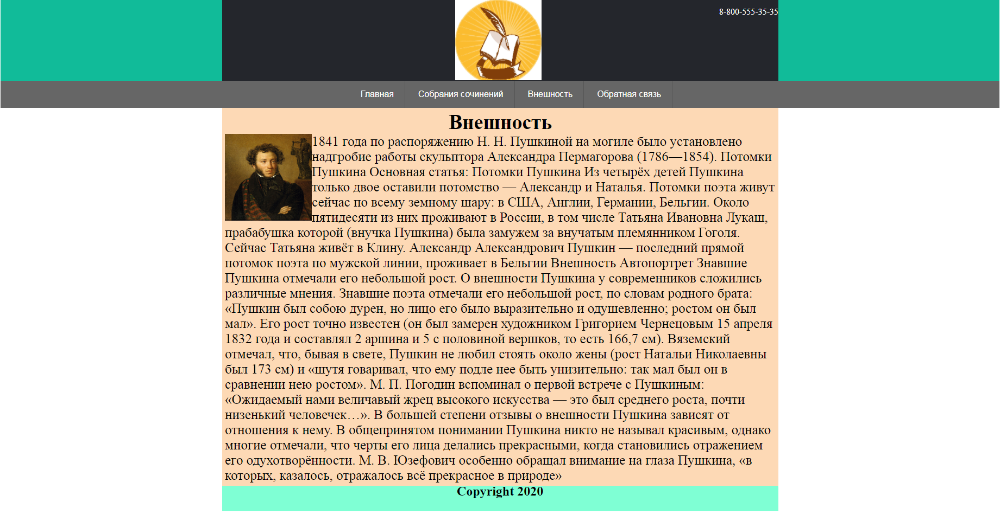 8-800-555-35-35
Главная Собрания сочинений Внешность Обратная связь
Внешность
1841 года по распоряжению Н. Н. Пушкиной на могиле было установлено
надгробие работы скульптора Александра Пермагорова (1786—1854). Потомки
Пушкина Основная статья: Потомки Пушкина Из четырёх детей Пушкина
только двое оставили потомство — Александр и Наталья. Потомки поэта живут
сейчас по всему земному шару: в США, Англии, Германии, Бельгии. Около
пятидесяти из них проживают в России, в том числе Татьяна Ивановна Лукаш,
прабабушка которой (внучка Пушкина) была замужем за внучатым племянником Гоголя.
Сейчас Татьяна живёт в Клину. Александр Александрович Пушкин — последний прямой
потомок поэта по мужской линии, проживает в Бельгии Внешность Автопортрет Знавшие
Пушкина отмечали его небольшой рост. О внешности Пушкина у современников сложились
различные мнения. Знавшие поэта отмечали его небольшой рост, по словам родного брата:
«Пушкин был собою дурен, но лицо его было выразительно и одушевленно; ростом он был
мал». Его рост точно известен (он был замерен художником Григорием Чернецовым 15 апреля
1832 года и составлял 2 аршина и 5 с половиной вершков, то есть 166,7 см). Вяземский
отмечал, что, бывая в свете, Пушкин не любил стоять около жены (рост Натальи Николаевны
был 173 см) и «шутя говаривал, что ему подле нее быть унизительно: так мал был он в
сравнении нею ростом». М. П. Погодин вспоминал о первой встрече с Пушкиным:
«Ожидаемый нами величавый жрец высокого искусства — это был среднего роста, почти
низенький человечек…». В большей степени отзывы о внешности Пушкина зависят от
отношения к нему. В общепринятом понимании Пушкина никто не называл красивым, однако
многие отмечали, что черты его лица делались прекрасными, когда становились отражением
его одухотворённости. М. В. Юзефович особенно обращал внимание на глаза Пушкина, «в
которых, казалось, отражалось всё прекрасное в природе»
Copyright 2020